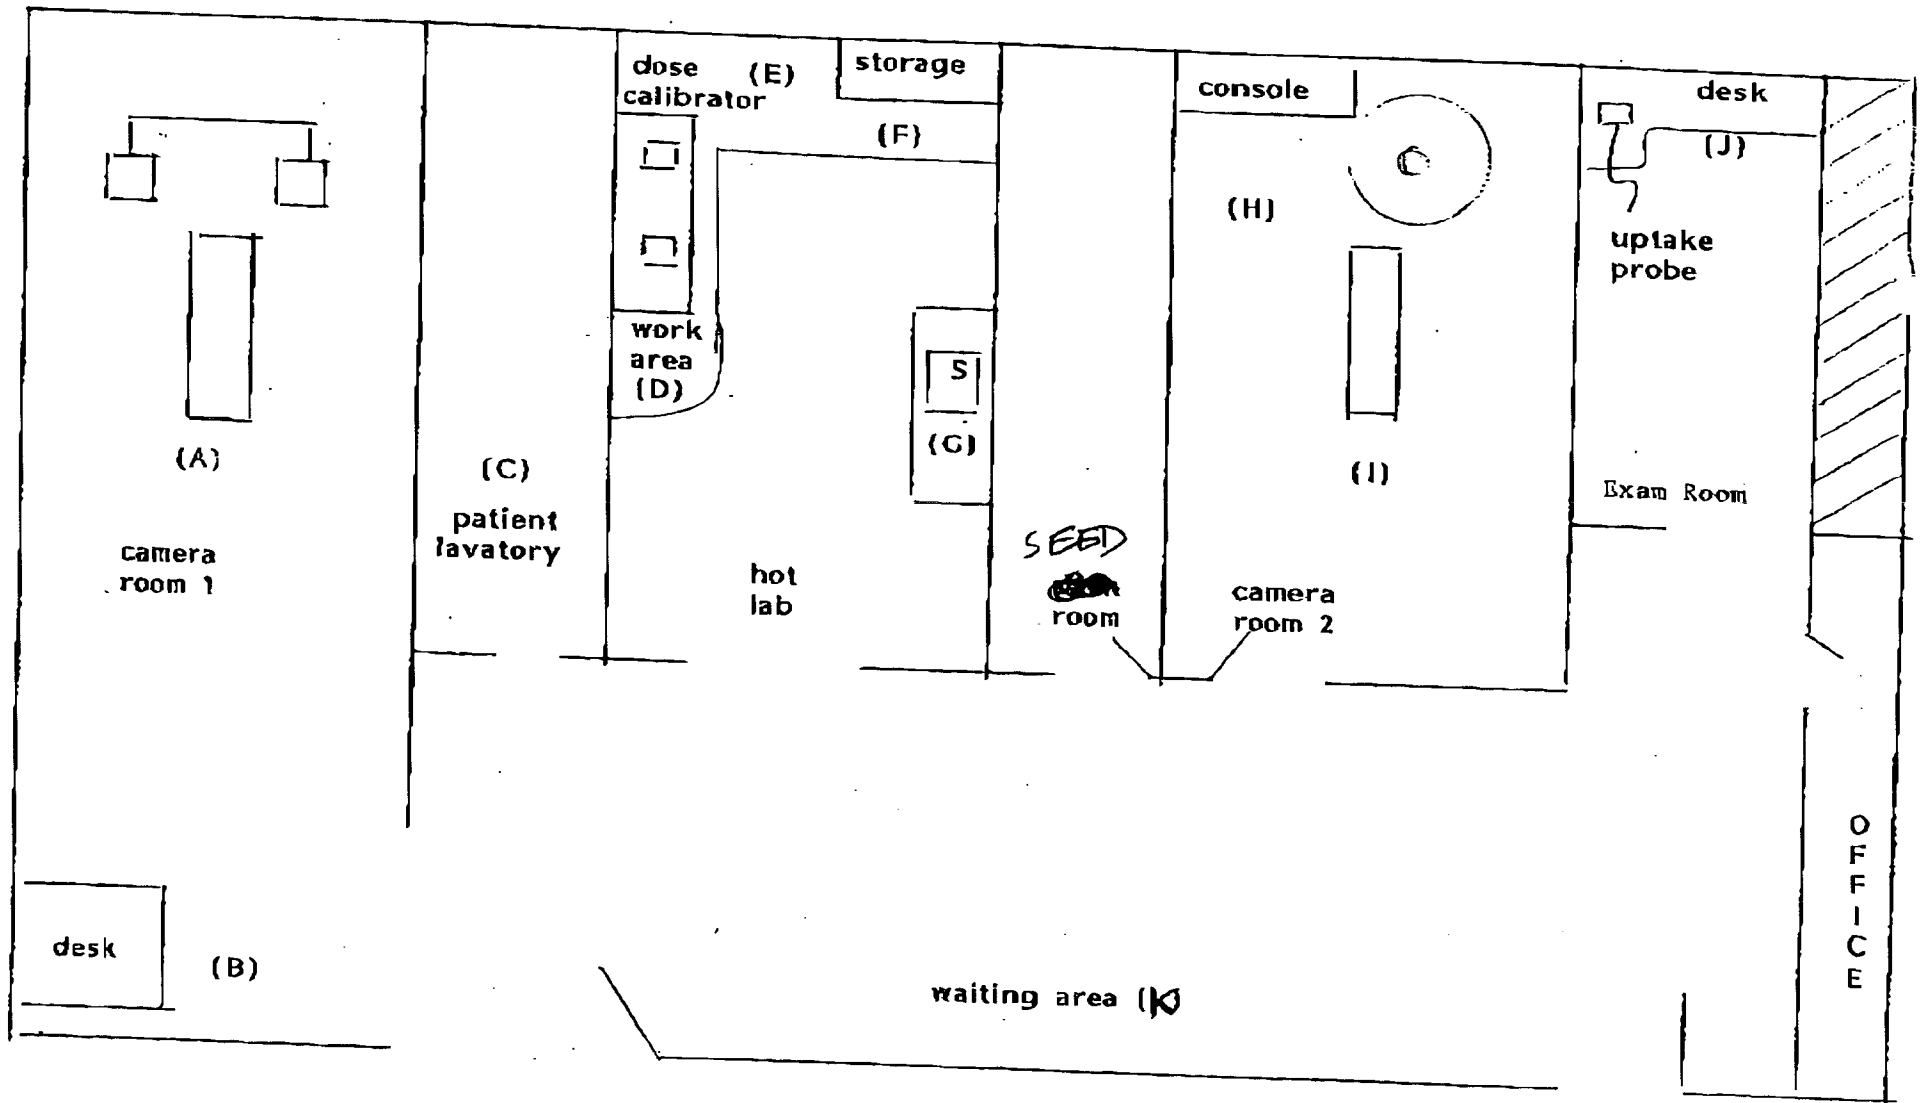 dose (E)
calibrator
storage
(F)
console
desk
(J)
(H)
uptake
probe
work
area
(D)
S
(G)
(A)
(C)
(I)
Exam Room
patient
lavatory
camera
room 1
hot
lab
SEED
room
camera
room 2
OFFICE
desk
(B)
waiting area (K)